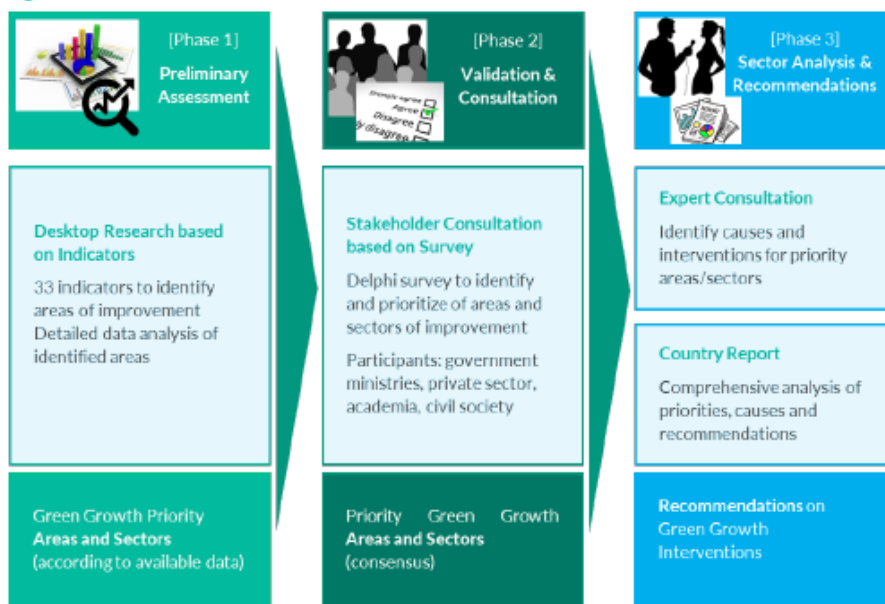 [Phase 1]
Preliminary
Assessment
Desktop Research based
on Indicators
33 indicators to identify
areas of improvement
Detailed data analysis of
identified areas
Green Growth Priority
Areas and Sectors
(according to available data)
[Phase 2]
Validation &
Consultation
agree
Agree
Disagree
disagree
Stakeholder Consultation
based on Survey
Delphi survey to identify
and prioritize of areas and
sectors of improvement
Participants: government
ministries, private sector,
academia, civil society
Priority Green Growth
Areas and Sectors
(consensus)
[Phase 3]
Sector Analysis &
Recommendations
Expert Consultation
Identify causes and
interventions for priority
areas/sectors
Country Report
Comprehensive analysis of
priorities, causes and
recommendations
Recommendations on
Green Growth
Interventions